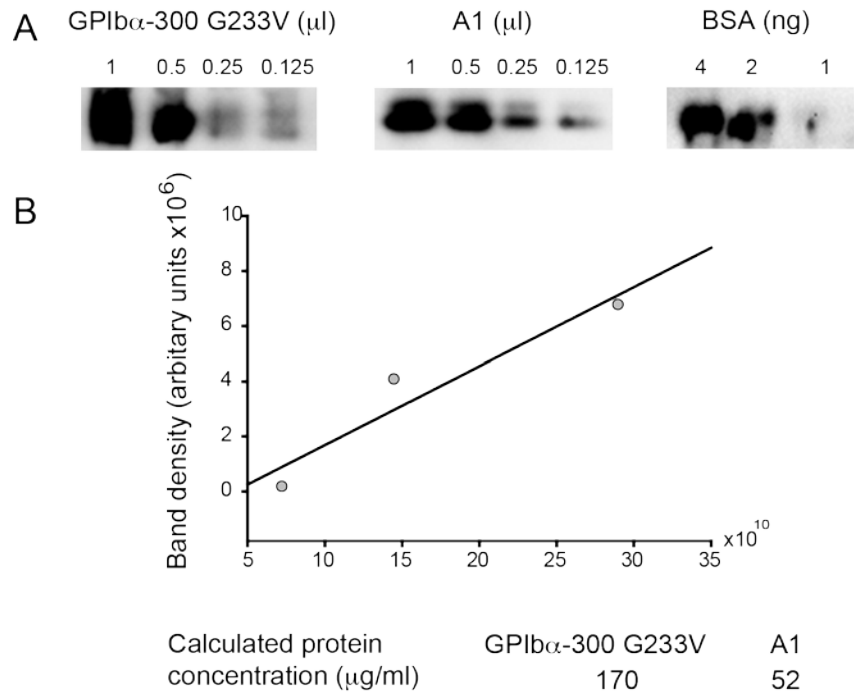 A
GPIbα-300 G233V (μl)
A1 (μl)
BSA (ng)
1 0.5 0.25 0.125
1 0.5 0.25 0.125
4 2 1
B
Band density (arbitary units x10⁶)
10
8
6
4
2
0
5 10 15 20 25 30 35
x10¹⁰
Calculated protein
concentration (μg/ml)
GPIbα-300 G233V A1
170 52